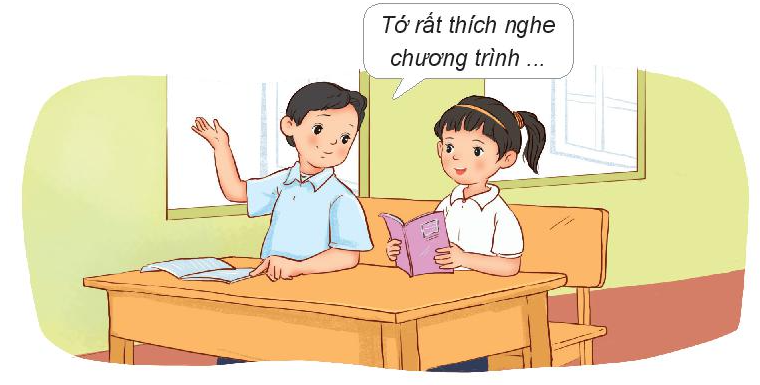 Tớ rất thích nghe
chương trình ...